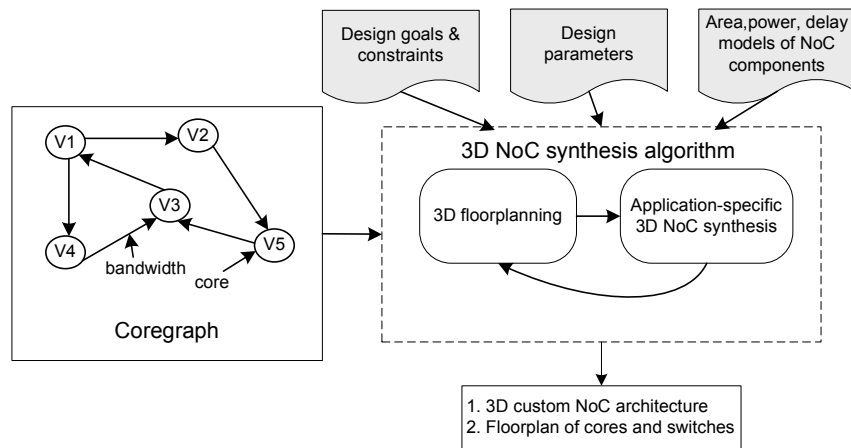 Design goals &
constraints
Design
parameters
Area,power, delay
models of NoC
components
V1
V2
V3
V4
V5
bandwidth
core
Coregraph
3D NoC synthesis algorithm
3D floorplanning
Application-specific
3D NoC synthesis
1. 3D custom NoC architecture
2. Floorplan of cores and switches